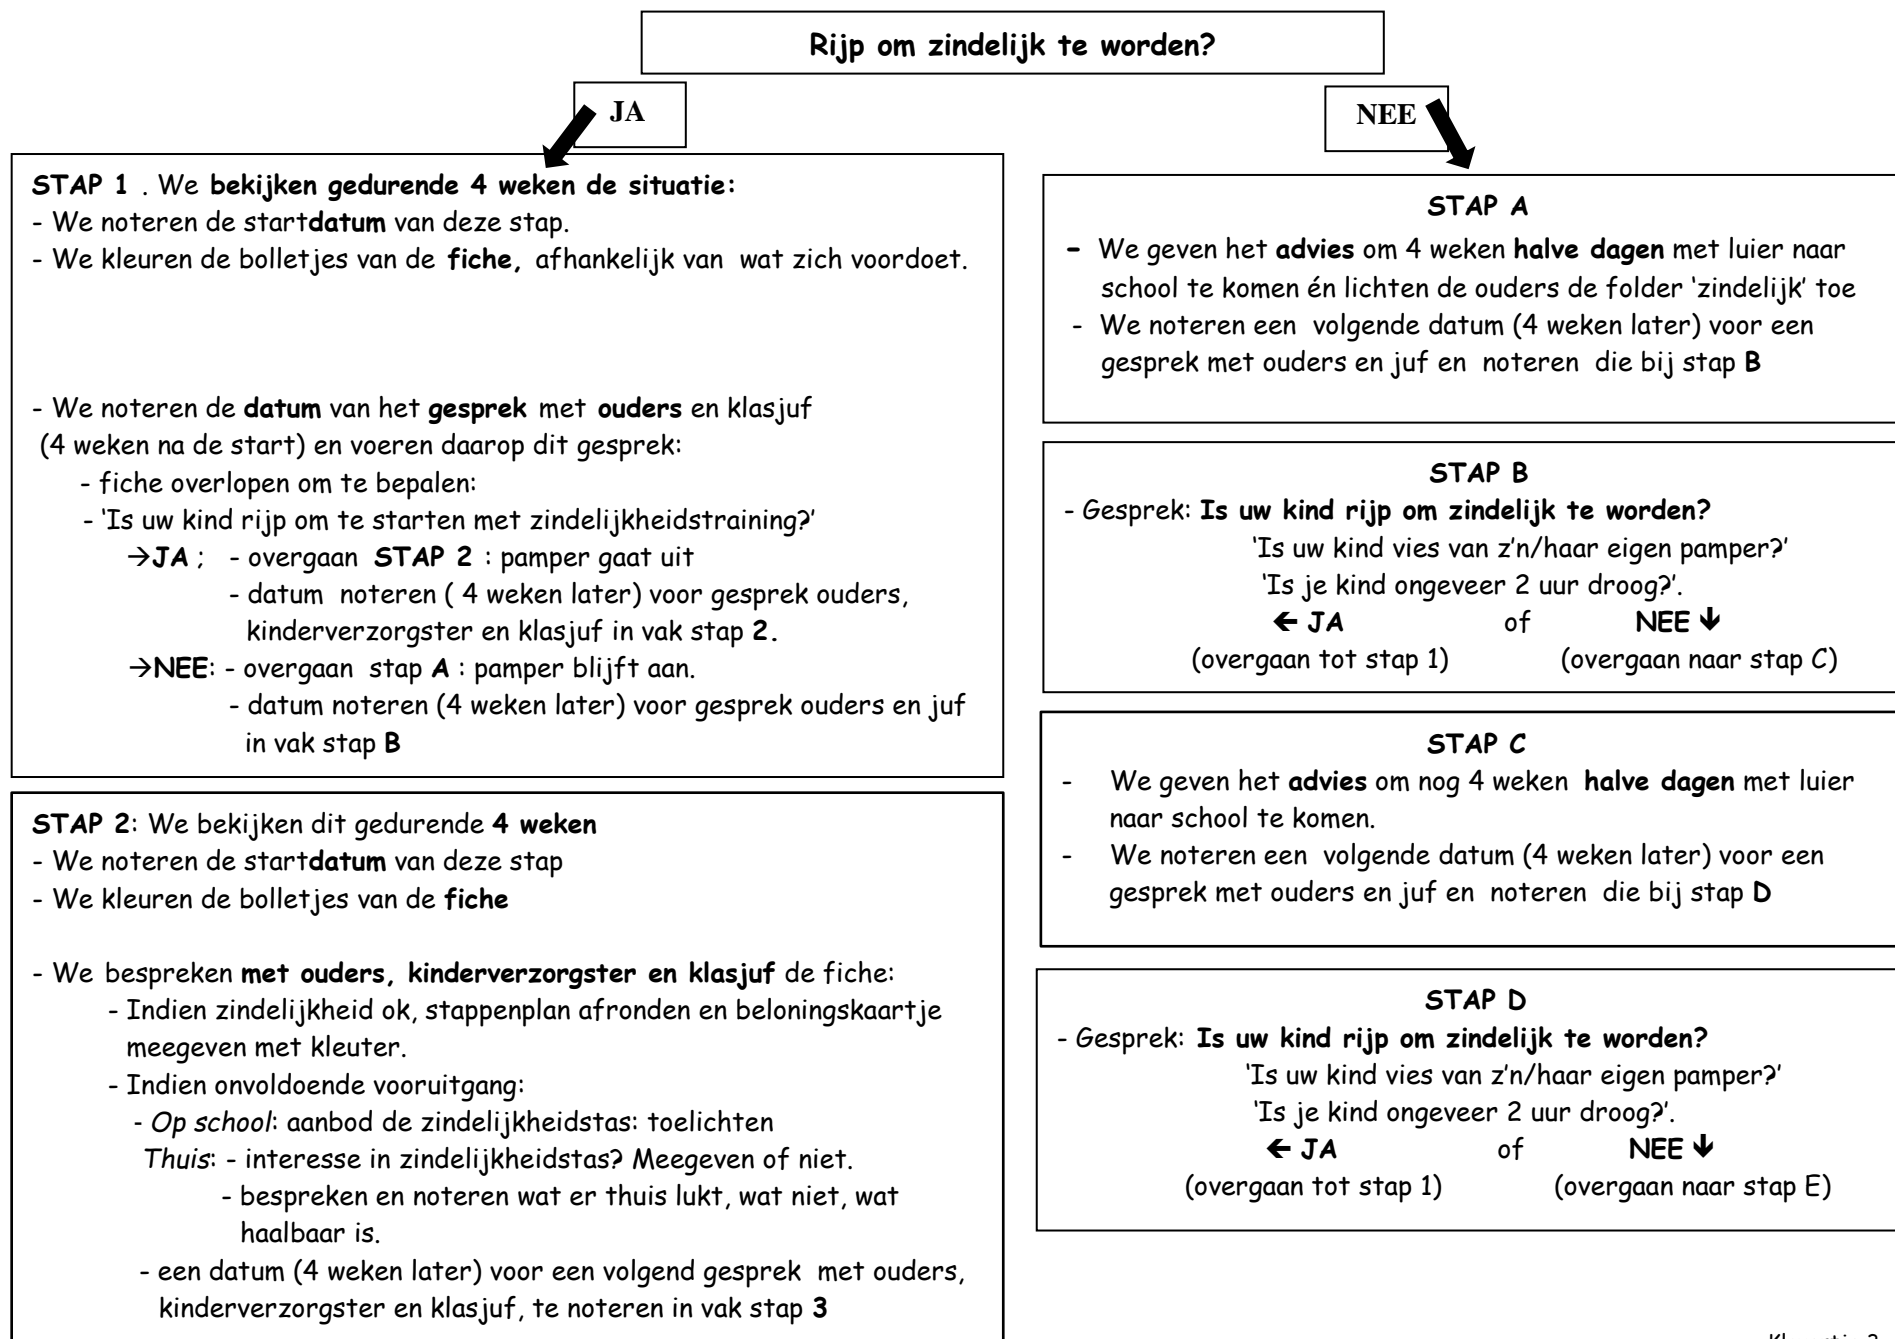 Rijp om zindelijk te worden?
JA
NEE
STAP 1 . We bekijken gedurende 4 weken de situatie:
- We noteren de startdatum van deze stap.
- We kleuren de bolletjes van de fiche, afhankelijk van wat zich voordoet.
- We noteren de datum van het gesprek met ouders en klasjuf
(4 weken na de start) en voeren daarop dit gesprek:
- fiche overlopen om te bepalen:
- ‘Is uw kind rijp om te starten met zindelijkheidstraining?’
→JA ; - overgaan STAP 2 : pamper gaat uit
- datum noteren ( 4 weken later) voor gesprek ouders,
kinderverzorgster en klasjuf in vak stap 2.
→NEE: - overgaan stap A : pamper blijft aan.
- datum noteren (4 weken later) voor gesprek ouders en juf
in vak stap B
STAP 2: We bekijken dit gedurende 4 weken
- We noteren de startdatum van deze stap
- We kleuren de bolletjes van de fiche
- We bespreken met ouders, kinderverzorgster en klasjuf de fiche:
- Indien zindelijkheid ok, stappenplan afronden en beloningskaartje
meegeven met kleuter.
- Indien onvoldoende vooruitgang:
- Op school: aanbod de zindelijkheidstas: toelichten
Thuis: - interesse in zindelijkheidstas? Meegeven of niet.
- bespreken en noteren wat er thuis lukt, wat niet, wat
haalbaar is.
- een datum (4 weken later) voor een volgend gesprek met ouders,
kinderverzorgster en klasjuf, te noteren in vak stap 3
STAP A
- We geven het advies om 4 weken halve dagen met luier naar
school te komen én lichten de ouders de folder ‘zindelijk’ toe
- We noteren een volgende datum (4 weken later) voor een
gesprek met ouders en juf en noteren die bij stap B
STAP B
- Gesprek: Is uw kind rijp om zindelijk te worden?
‘Is uw kind vies van z’n/haar eigen pamper?’
‘Is je kind ongeveer 2 uur droog?’.
← JA of NEE ↓
(overgaan tot stap 1) (overgaan naar stap C)
STAP C
- We geven het advies om nog 4 weken halve dagen met luier
naar school te komen.
- We noteren een volgende datum (4 weken later) voor een
gesprek met ouders en juf en noteren die bij stap D
STAP D
- Gesprek: Is uw kind rijp om zindelijk te worden?
‘Is uw kind vies van z’n/haar eigen pamper?’
‘Is je kind ongeveer 2 uur droog?’.
← JA of NEE ↓
(overgaan tot stap 1) (overgaan naar stap E)